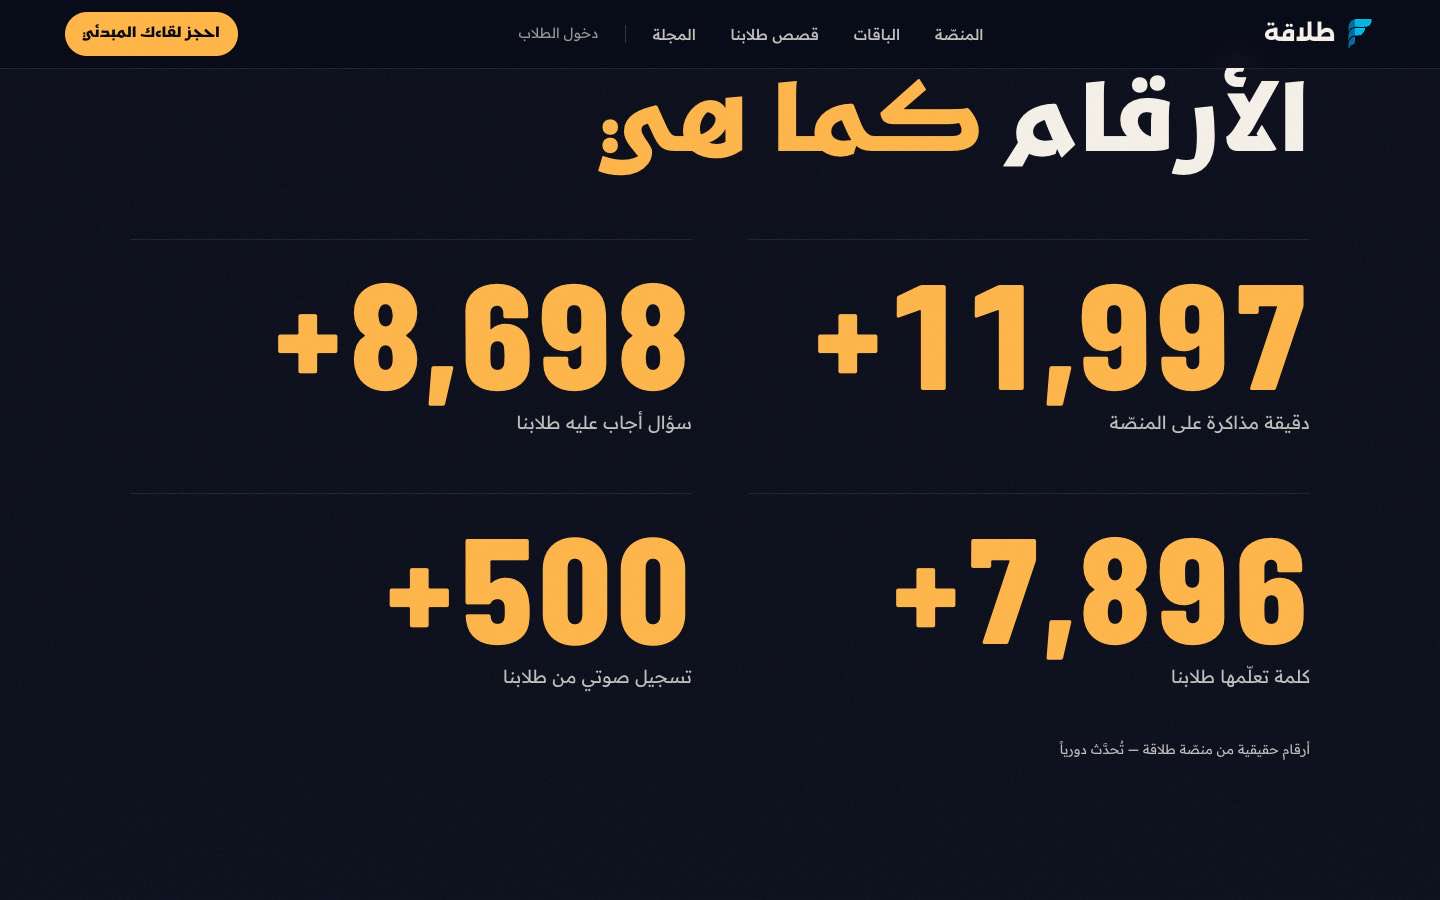 طلاقة
المنصّة
الباقات
قصص طلابنا
المجلة
دخول الطلاب
احجز لقاءك المبدئي
الأرقام كما هي
+11,997
دقيقة مذاكرة على المنصّة
+8,698
سؤال أجاب عليه طلابنا
+7,896
كلمة تعلّمها طلابنا
+500
تسجيل صوتي من طلابنا
أرقام حقيقية من منصّة طلاقة — تُحدَّث دورياً